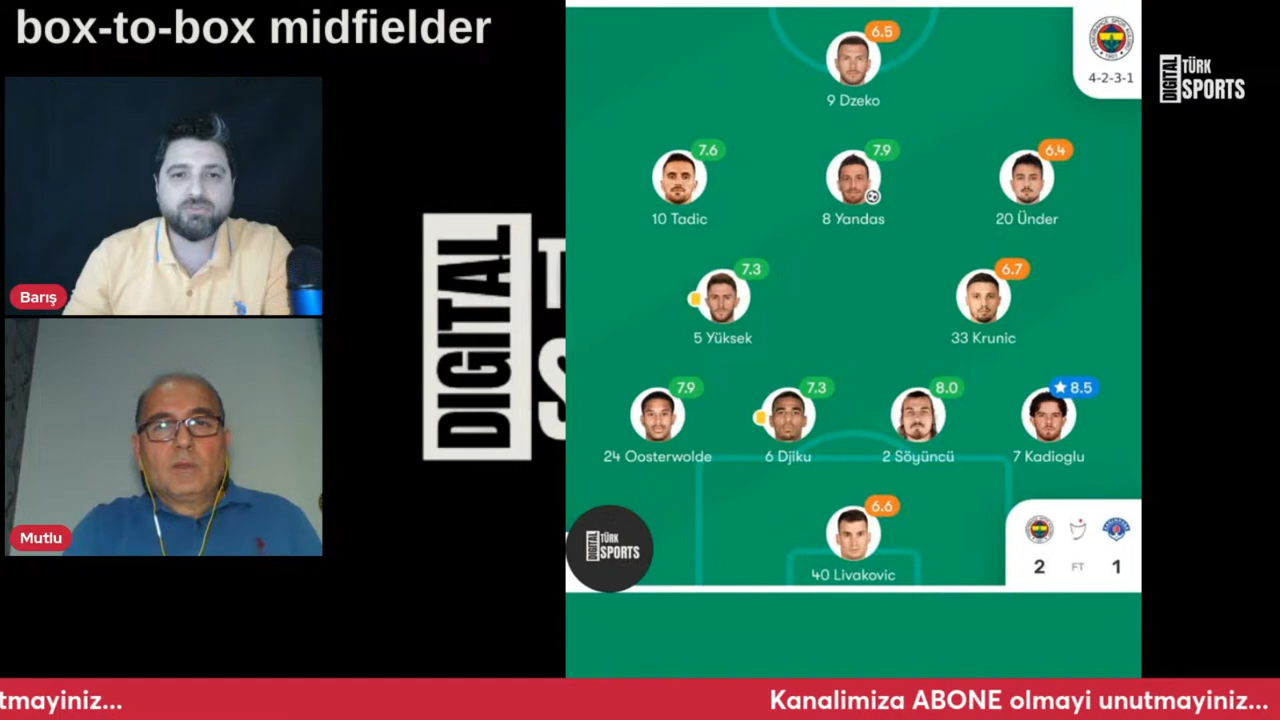 box-to-box midfielder
Barış
Mutlu
DIGITAL
T
S
4-2-3-1
6.5
9 Dzeko
7.6
7.9
6.4
10 Tadic
8 Yandas
20 Ünder
7.3
6.7
5 Yüksek
33 Krunic
7.9
7.3
8.0
8.5
24 Oosterwolde
6 Djiku
2 Söyüncü
7 Kadioglu
6.6
40 Livakovic
2 FT 1
DIGITAL
TÜRK
SPORTS
DIGITAL
TÜRK
SPORTS
tmayiniz...
Kanalimiza ABONE olmayi unutmayiniz...